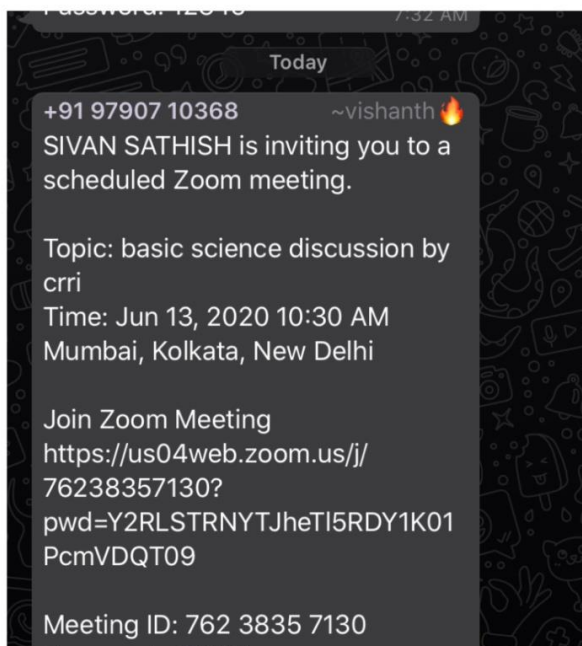 7:32 AM
Today
+91 97907 10368 ~vishanth🔥
SIVAN SATHISH is inviting you to a
scheduled Zoom meeting.
Topic: basic science discussion by
crri
Time: Jun 13, 2020 10:30 AM
Mumbai, Kolkata, New Delhi
Join Zoom Meeting
https://us04web.zoom.us/j/
76238357130?
pwd=Y2RLSTRNYTJheTl5RDY1K01
PcmVDQT09
Meeting ID: 762 3835 7130